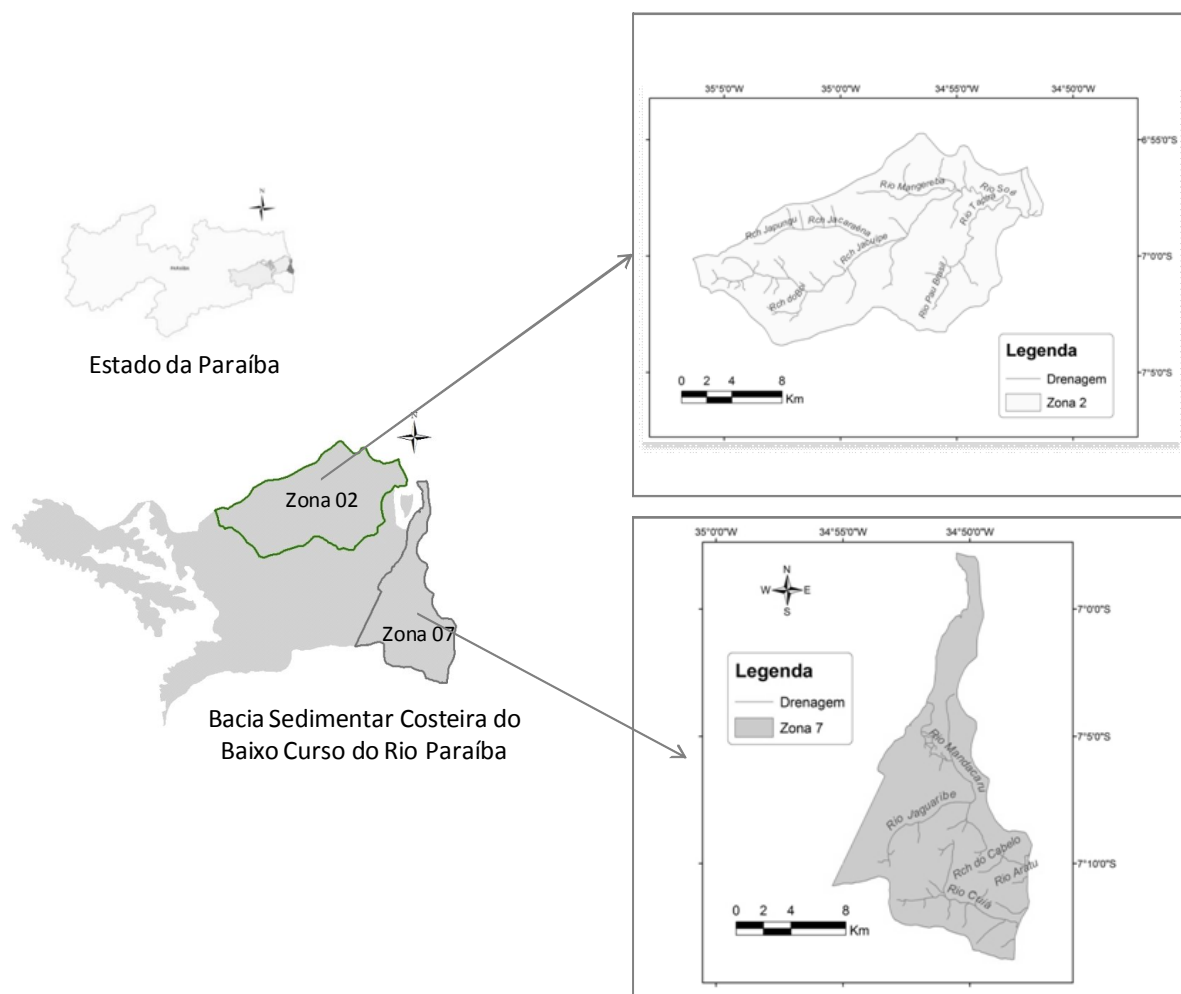 N
PARAÍBA
Estado da Paraíba
N
Zona 02
Zona 07
Bacia Sedimentar Costeira do
Baixo Curso do Rio Paraíba
35°5'0"W 35°0'0"W 34°55'0"W 34°50'0"W
6°55'0"S
7°0'0"S
7°5'0"S
Rio Mangereba
Rio Soé
Rio Tapira
Rch Japungu
Rch Jacaraéna
Rch Jacuípe
Rch do Boi
Rio Pau Brasil
Legenda
Drenagem
Zona 2
0 2 4 8
Km
35°0'0"W 34°55'0"W 34°50'0"W
N
W E
S
7°0'0"S
7°5'0"S
7°10'0"S
Legenda
Drenagem
Zona 7
Rio Mandacaru
Rio Jaguaribe
Rch do Cabelo
Rio Aratu
Rio Cuiá
0 2 4 8
Km